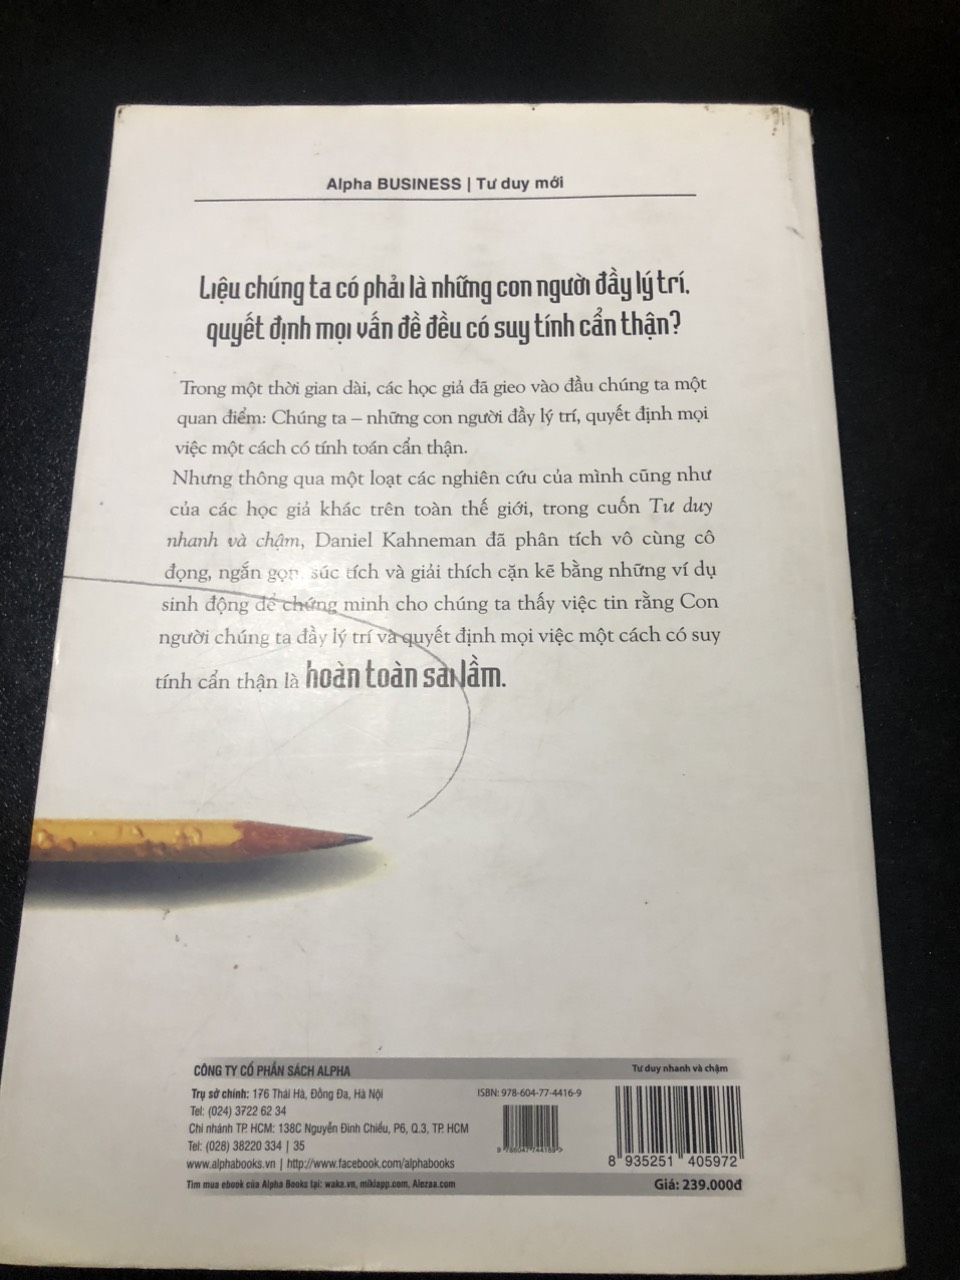 Alpha BUSINESS | Tư duy mới
Liệu chúng ta có phải là những con người đầy lý trí,
quyết định mọi vấn đề đều có suy tính cẩn thận?
Trong một thời gian dài, các học giả đã gieo vào đầu chúng ta một
quan điểm: Chúng ta – những con người đầy lý trí, quyết định mọi
việc một cách có tính toán cẩn thận.
Nhưng thông qua một loạt các nghiên cứu của mình cũng như
của các học giả khác trên toàn thế giới, trong cuốn Tư duy
nhanh và chậm, Daniel Kahneman đã phân tích vô cùng cô
đọng, ngắn gọn, súc tích và giải thích cặn kẽ bằng những ví dụ
sinh động để chứng minh cho chúng ta thấy việc tin rằng Con
người chúng ta đầy lý trí và quyết định mọi việc một cách có suy
tính cẩn thận là hoàn toàn sai lầm.
CÔNG TY CỔ PHẦN SÁCH ALPHA
Tư duy nhanh và chậm
Trụ sở chính: 176 Thái Hà, Đống Đa, Hà Nội
Tel: (024) 3722 62 34
Chi nhánh TP. HCM: 138C Nguyễn Đình Chiểu, P6, Q.3, TP. HCM
Tel: (028) 38220 334 | 35
www.alphabooks.vn | http://www.facebook.com/alphabooks
Tìm mua ebook của Alpha Books tại: waka.vn, mikiapp.com, Alezaa.com
ISBN: 978-604-77-4416-9
9 786047 744169 >
8 935251 405972
Giá: 239.000đ